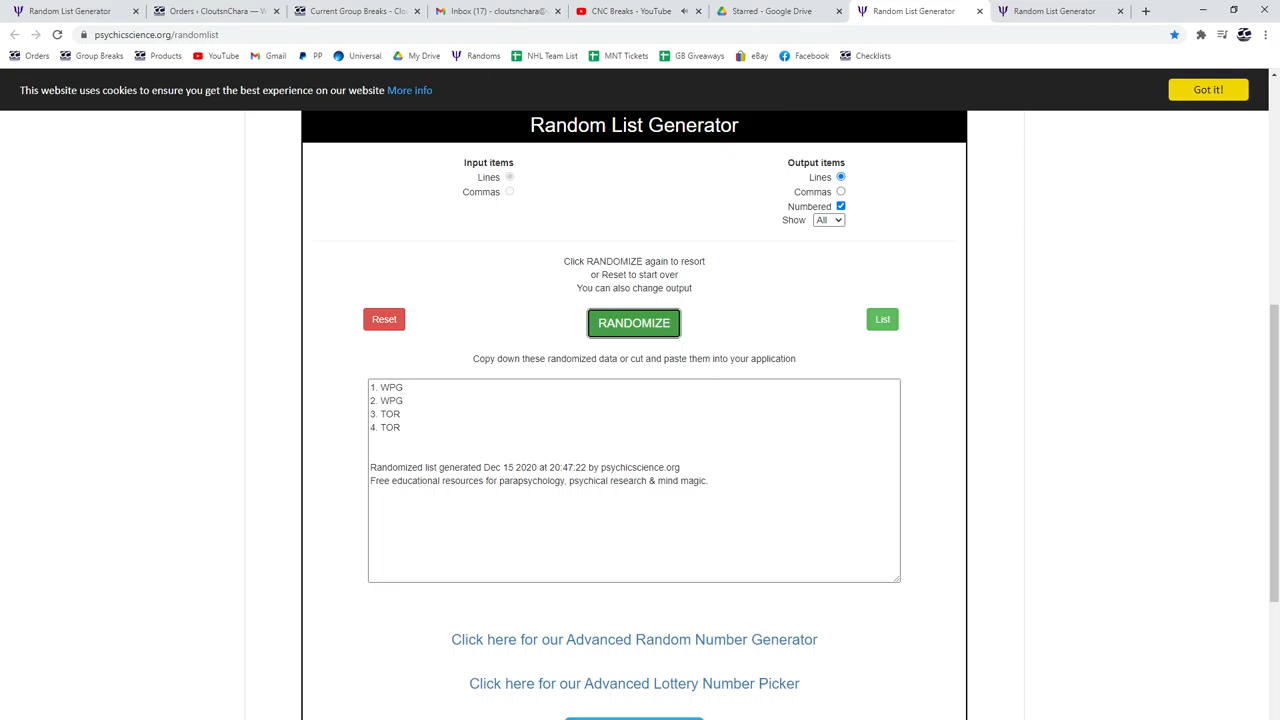 Random List Generator
Orders ‹ CloutsnChara — W
Current Group Breaks - Clo
Inbox (17) - cloutsnchara@
CNC Breaks - YouTube
Starred - Google Drive
Random List Generator
Random List Generator
psychicscience.org/randomlist
Orders Group Breaks Products YouTube Gmail PP Universal My Drive Randoms NHL Team List MNT Tickets GB Giveaways eBay Facebook Checklists
This website uses cookies to ensure you get the best experience on our website More info
Got it!
Random List Generator
Input items
Lines
Commas
Output items
Lines
Commas
Numbered
Show All
Click RANDOMIZE again to resort
or Reset to start over
You can also change output
Reset
RANDOMIZE
List
Copy down these randomized data or cut and paste them into your application
1. WPG
2. WPG
3. TOR
4. TOR
Randomized list generated Dec 15 2020 at 20:47:22 by psychicscience.org
Free educational resources for parapsychology, psychical research & mind magic.
Click here for our Advanced Random Number Generator
Click here for our Advanced Lottery Number Picker